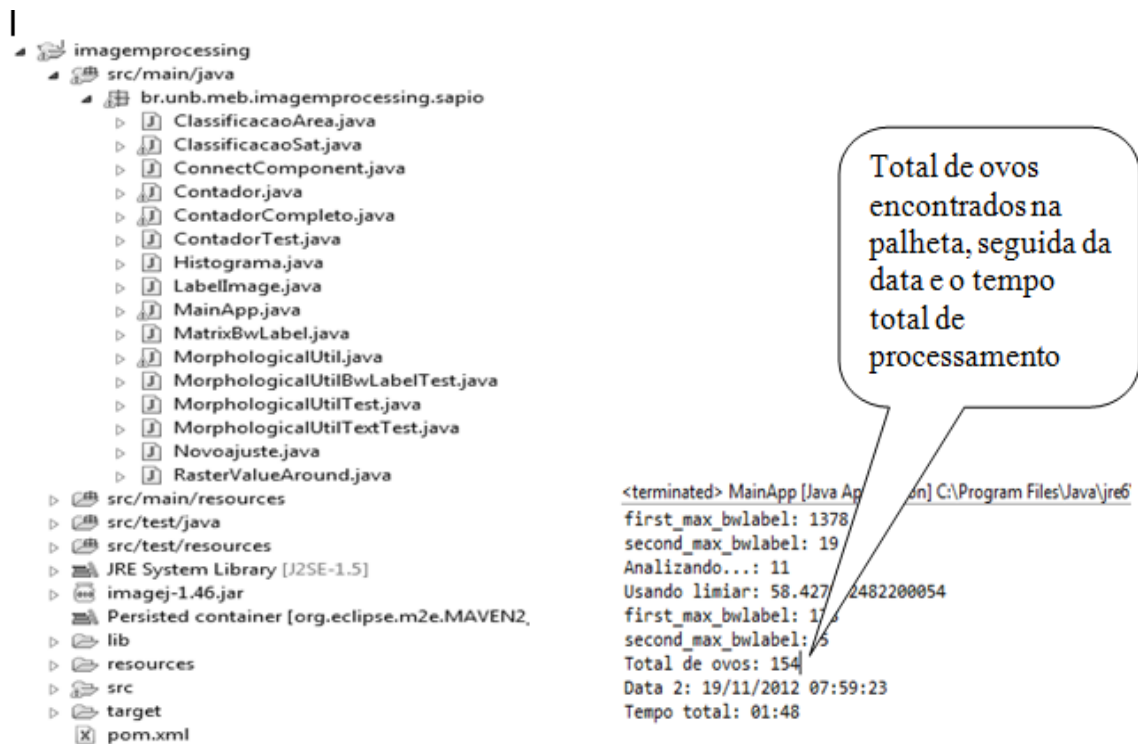 imagemprocessing
src/main/java
br.unb.meb.imagemprocessing.sapio
ClassificacaoArea.java
ClassificacaoSat.java
ConnectComponent.java
Contador.java
ContadorCompleto.java
ContadorTest.java
Histograma.java
LabelImage.java
MainApp.java
MatrixBwLabel.java
MorphologicalUtil.java
MorphologicalUtilBwLabelTest.java
MorphologicalUtilTest.java
MorphologicalUtilTextTest.java
Novoajuste.java
RasterValueAround.java
src/main/resources
src/test/java
src/test/resources
JRE System Library [J2SE-1.5]
imagej-1.46.jar
Persisted container [org.eclipse.m2e.MAVEN2_
lib
resources
src
target
pom.xml
Total de ovos
encontrados na
palheta, seguida da
data e o tempo
total de
processamento
<terminated> MainApp [Java C:\Program Files\Java\jre6
first_max_bwlabel: 1378
second_max_bwlabel: 19
Analizando...: 11
Usando limiar:
first_max_bwlabel:
second_max_bwlabel:
Total de ovos: 154
Data 2: 19/11/2012 07:59:23
Tempo total: 01:48